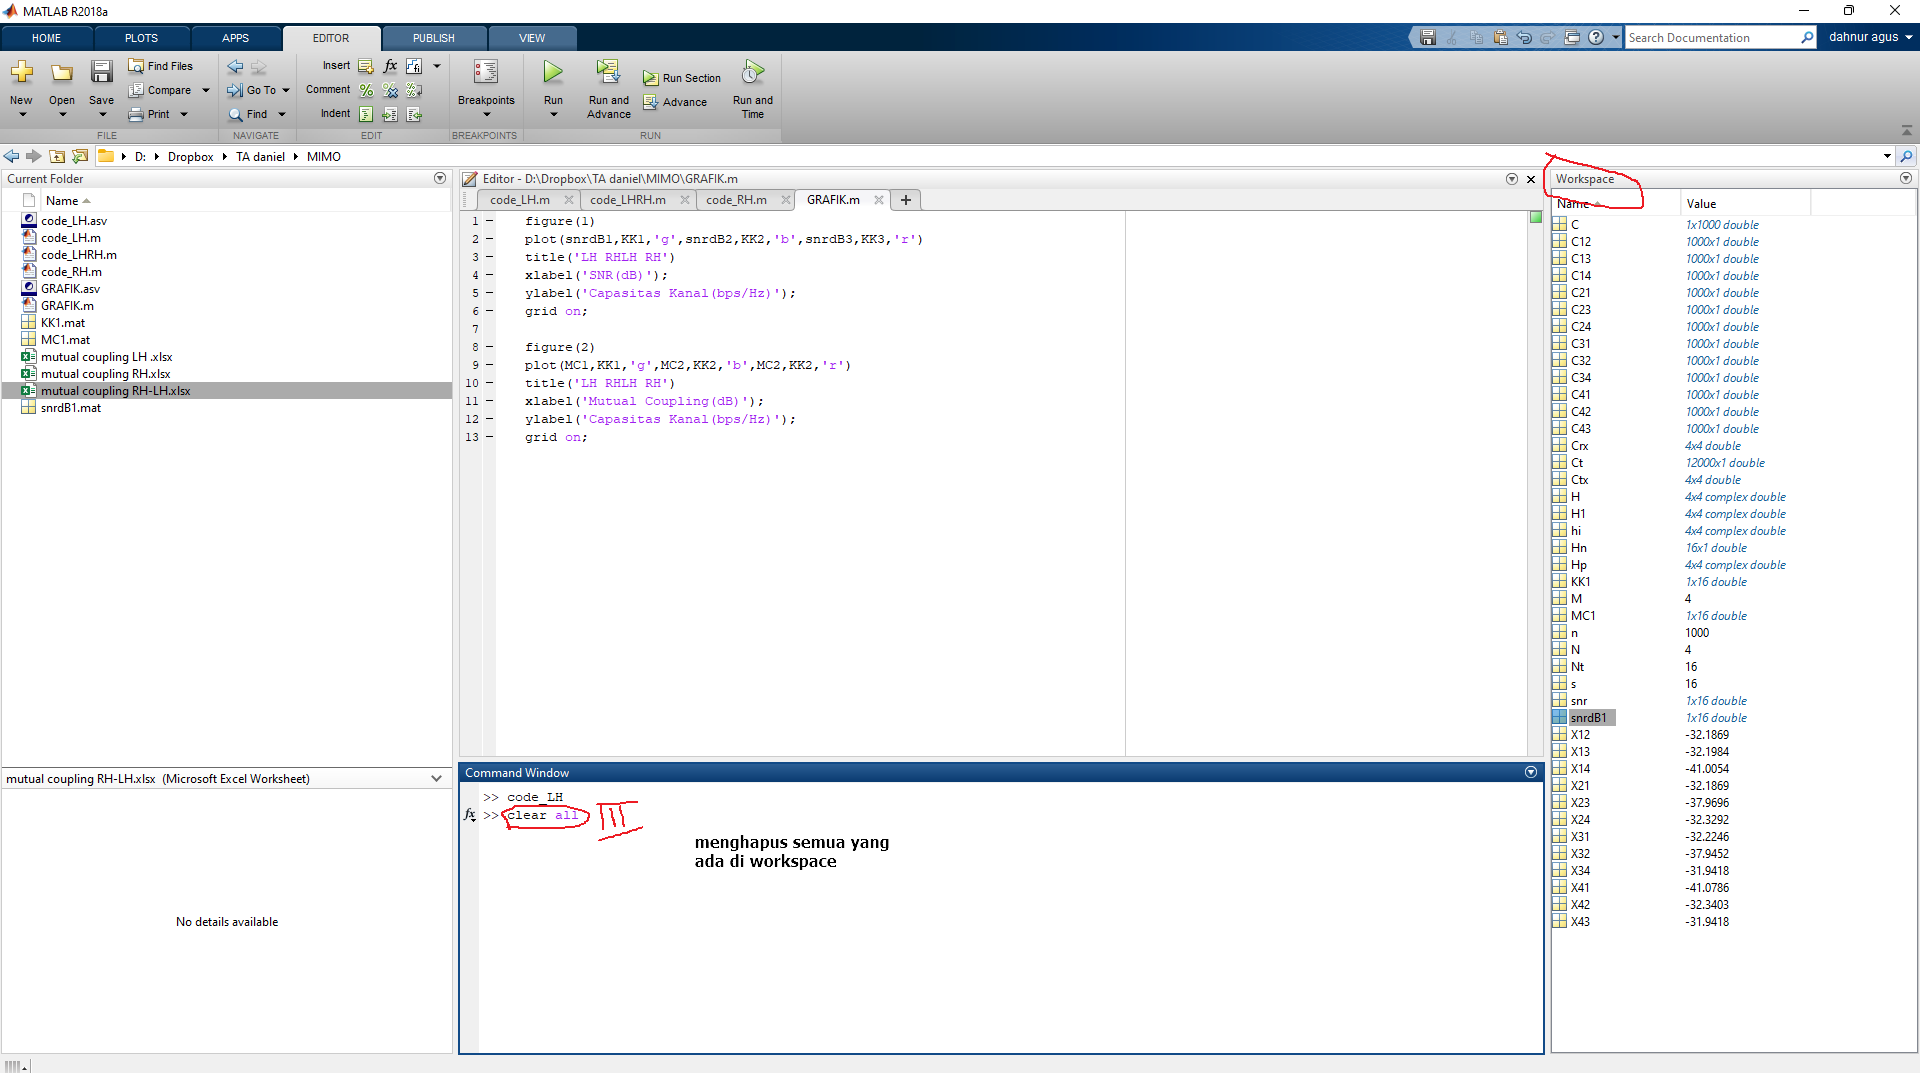 MATLAB R2018a
HOME PLOTS APPS EDITOR PUBLISH VIEW Search Documentation dahnur agus
New Open Save Find Files Compare Print
FILE
Go To Find
NAVIGATE
Insert fx
Comment
Indent
EDIT
Breakpoints
BREAKPOINTS
Run Run and Advance Run Section Advance Run and Time
RUN
D: Dropbox TA daniel MIMO
Current Folder
Name
code_LH.asv
code_LH.m
code_LHRH.m
code_RH.m
GRAFIK.asv
GRAFIK.m
KK1.mat
MC1.mat
mutual coupling LH .xlsx
mutual coupling RH.xlsx
mutual coupling RH-LH.xlsx
snrdB1.mat
mutual coupling RH-LH.xlsx (Microsoft Excel Worksheet)
No details available
Editor - D:\Dropbox\TA daniel\MIMO\GRAFIK.m
code_LH.m code_LHRH.m code_RH.m GRAFIK.m
1 figure(1)
2 plot(snrdB1,KK1,'g',snrdB2,KK2,'b',snrdB3,KK3,'r')
3 title('LH RHLH RH')
4 xlabel('SNR(dB)');
5 ylabel('Capasitas Kanal(bps/Hz)');
6 grid on;
7
8 figure(2)
9 plot(MC1,KK1,'g',MC2,KK2,'b',MC2,KK2,'r')
10 title('LH RHLH RH')
11 xlabel('Mutual Coupling(dB)');
12 ylabel('Capasitas Kanal(bps/Hz)');
13 grid on;
Command Window
>> code_LH
fx >> clear all III
menghapus semua yang
ada di workspace
Workspace
Name Value
C 1x1000 double
C12 1000x1 double
C13 1000x1 double
C14 1000x1 double
C21 1000x1 double
C23 1000x1 double
C24 1000x1 double
C31 1000x1 double
C32 1000x1 double
C34 1000x1 double
C41 1000x1 double
C42 1000x1 double
C43 1000x1 double
Crx 4x4 double
Ct 12000x1 double
Ctx 4x4 double
H 4x4 complex double
H1 4x4 complex double
hi 4x4 complex double
Hn 16x1 double
Hp 4x4 complex double
KK1 1x16 double
M 4
MC1 1x16 double
n 1000
N 4
Nt 16
s 16
snr 1x16 double
snrdB1 1x16 double
X12 -32.1869
X13 -32.1984
X14 -41.0054
X21 -32.1869
X23 -37.9696
X24 -32.3292
X31 -32.2246
X32 -37.9452
X34 -31.9418
X41 -41.0786
X42 -32.3403
X43 -31.9418